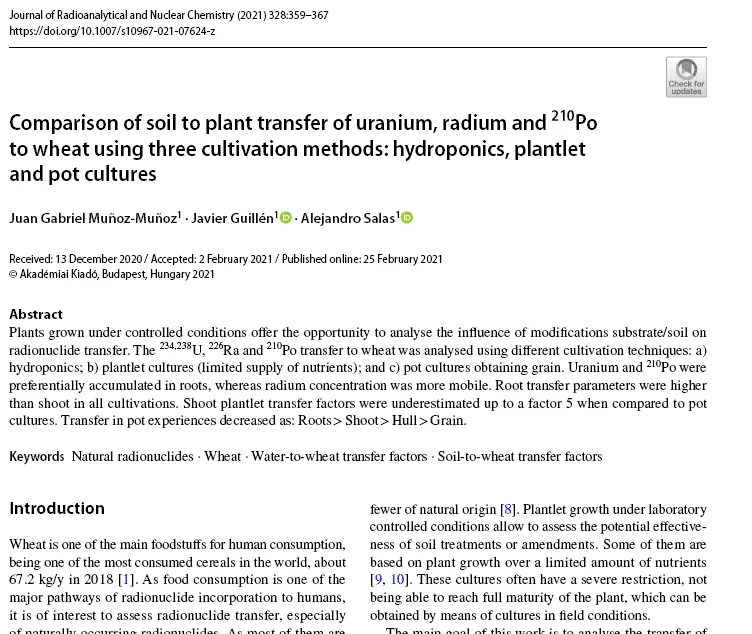 Journal of Radioanalytical and Nuclear Chemistry (2021) 328:359–367
https://doi.org/10.1007/s10967-021-07624-z
Check for
updates
Comparison of soil to plant transfer of uranium, radium and ²¹⁰Po
to wheat using three cultivation methods: hydroponics, plantlet
and pot cultures
Juan Gabriel Muñoz-Muñoz¹ · Javier Guillén¹ · Alejandro Salas¹
Received: 13 December 2020 / Accepted: 2 February 2021 / Published online: 25 February 2021
© Akadémiai Kiadó, Budapest, Hungary 2021
Abstract
Plants grown under controlled conditions offer the opportunity to analyse the influence of modifications substrate/soil on
radionuclide transfer. The ²³⁴,²³⁸U, ²²⁶Ra and ²¹⁰Po transfer to wheat was analysed using different cultivation techniques: a)
hydroponics; b) plantlet cultures (limited supply of nutrients); and c) pot cultures obtaining grain. Uranium and ²¹⁰Po were
preferentially accumulated in roots, whereas radium concentration was more mobile. Root transfer parameters were higher
than shoot in all cultivations. Shoot plantlet transfer factors were underestimated up to a factor 5 when compared to pot
cultures. Transfer in pot experiences decreased as: Roots > Shoot > Hull > Grain.
Keywords Natural radionuclides · Wheat · Water-to-wheat transfer factors · Soil-to-wheat transfer factors
Introduction
Wheat is one of the main foodstuffs for human consumption,
being one of the most consumed cereals in the world, about
67.2 kg/y in 2018 [1]. As food consumption is one of the
major pathways of radionuclide incorporation to humans,
it is of interest to assess radionuclide transfer, especially
of naturally occurring radionuclides. As most of them are
fewer of natural origin [8]. Plantlet growth under laboratory
controlled conditions allow to assess the potential effective-
ness of soil treatments or amendments. Some of them are
based on plant growth over a limited amount of nutrients
[9, 10]. These cultures often have a severe restriction, not
being able to reach full maturity of the plant, which can be
obtained by means of cultures in field conditions.
The main goal of this work is to analyse the transfer of